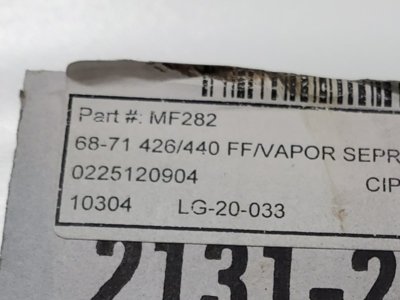 Part #: MF282
68-71 426/440 FF/VAPOR SEPR
0225120904 CIP
10304 LG-20-033
2131-2